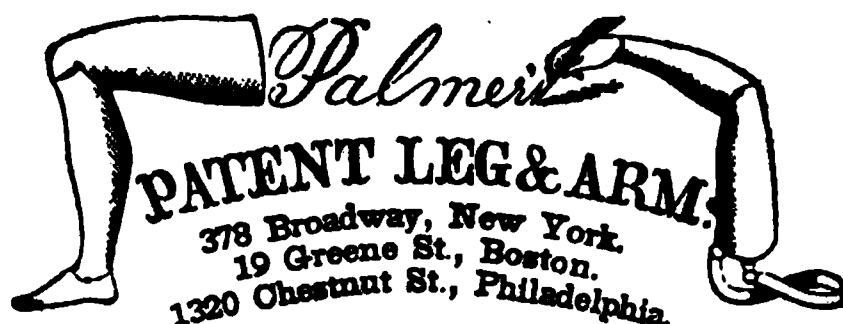 Palmer's
PATENT LEG & ARM.
378 Broadway, New York.
19 Greene St., Boston.
1320 Chestnut St., Philadelphia